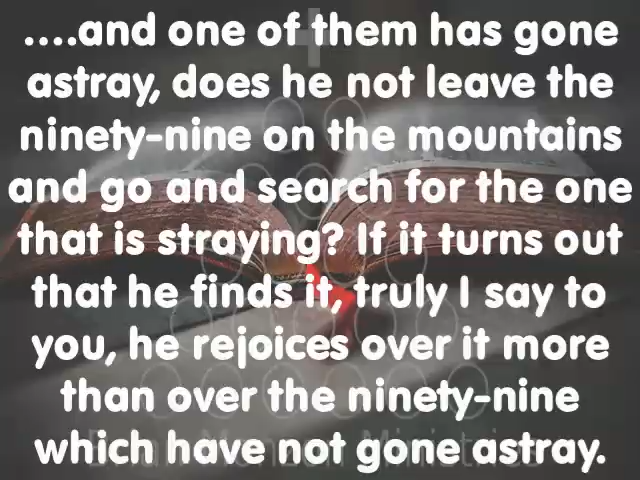 ....and one of them has gone
astray, does he not leave the
ninety-nine on the mountains
and go and search for the one
that is straying? If it turns out
that he finds it, truly I say to
you, he rejoices over it more
than over the ninety-nine
which have not gone astray.